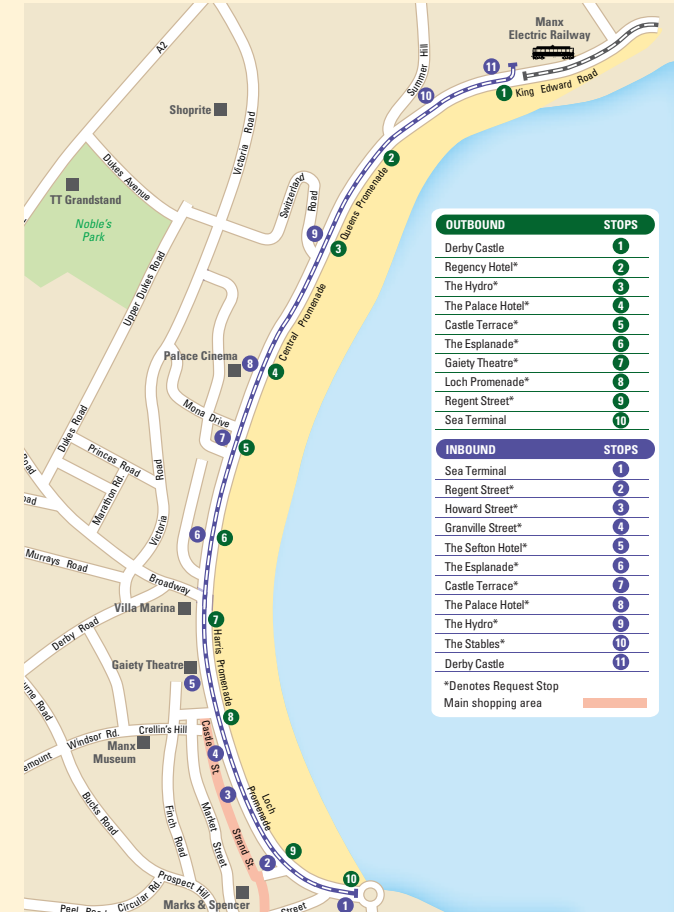 Manx
Electric Railway
A2
Summer Hill
11
10
1
King Edward Road
Shoprite
Victoria Road
2
Dukes Avenue
TT Grandstand
Noble's
Park
Switzerland
Road
Queens Promenade
9
3
Upper Dukes Road
Central Promenade
Palace Cinema
8
4
Mona Drive
7
5
Dukes Road
Princes Road
Marathon Rd.
Road
Victoria
oad
oad
6
6
Murrays Road
Broadway
Villa Marina
7
Derby Road
Harris Promenade
Gaiety Theatre
5
urne Road
8
Crellin's Hill
Windsor Rd.
emount
Manx
Museum
Castle
St.
4
3
Loch
Promenade
Bucks Road
Finch Road
Market Street
Strand St.
2
9
Prospect Hill
Circular Rd.
Peel Road
Marks & Spencer
Street
10
1
OUTBOUND STOPS
Derby Castle 1
Regency Hotel* 2
The Hydro* 3
The Palace Hotel* 4
Castle Terrace* 5
The Esplanade* 6
Gaiety Theatre* 7
Loch Promenade* 8
Regent Street* 9
Sea Terminal 10
INBOUND STOPS
Sea Terminal 1
Regent Street* 2
Howard Street* 3
Granville Street* 4
The Sefton Hotel* 5
The Esplanade* 6
Castle Terrace* 7
The Palace Hotel* 8
The Hydro* 9
The Stables* 10
Derby Castle 11
*Denotes Request Stop
Main shopping area